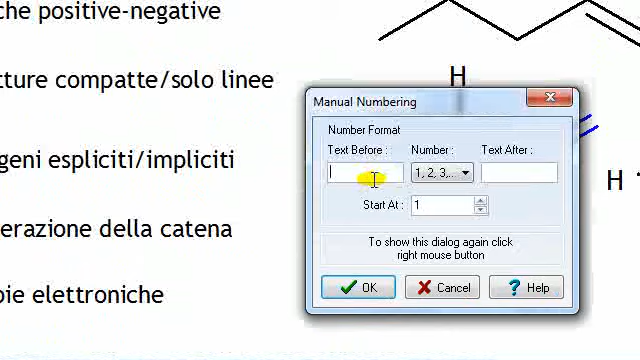 che positive-negative
tture compatte/solo linee
geni espliciti/impliciti
erazione della catena
pie elettroniche
H
H
Manual Numbering
Number Format
Text Before : Number : Text After :
1, 2, 3,...
Start At : 1
To show this dialog again click
right mouse button
OK Cancel ? Help